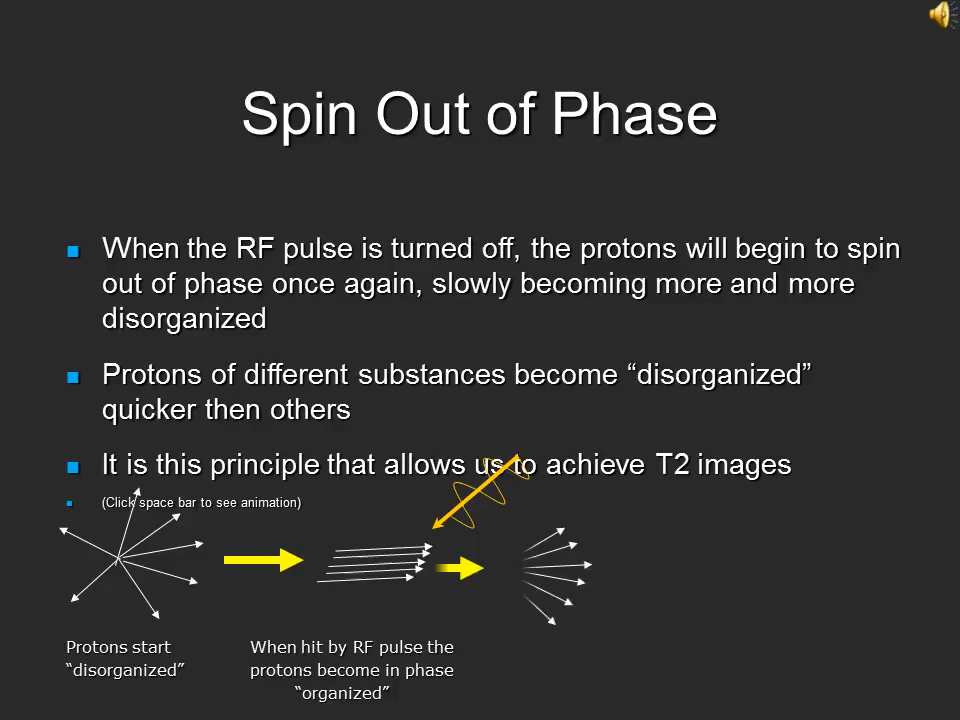 Spin Out of Phase
When the RF pulse is turned off, the protons will begin to spin
out of phase once again, slowly becoming more and more
disorganized
Protons of different substances become “disorganized”
quicker then others
It is this principle that allows us to achieve T2 images
(Click space bar to see animation)
Protons start
“disorganized”
When hit by RF pulse the
protons become in phase
“organized”